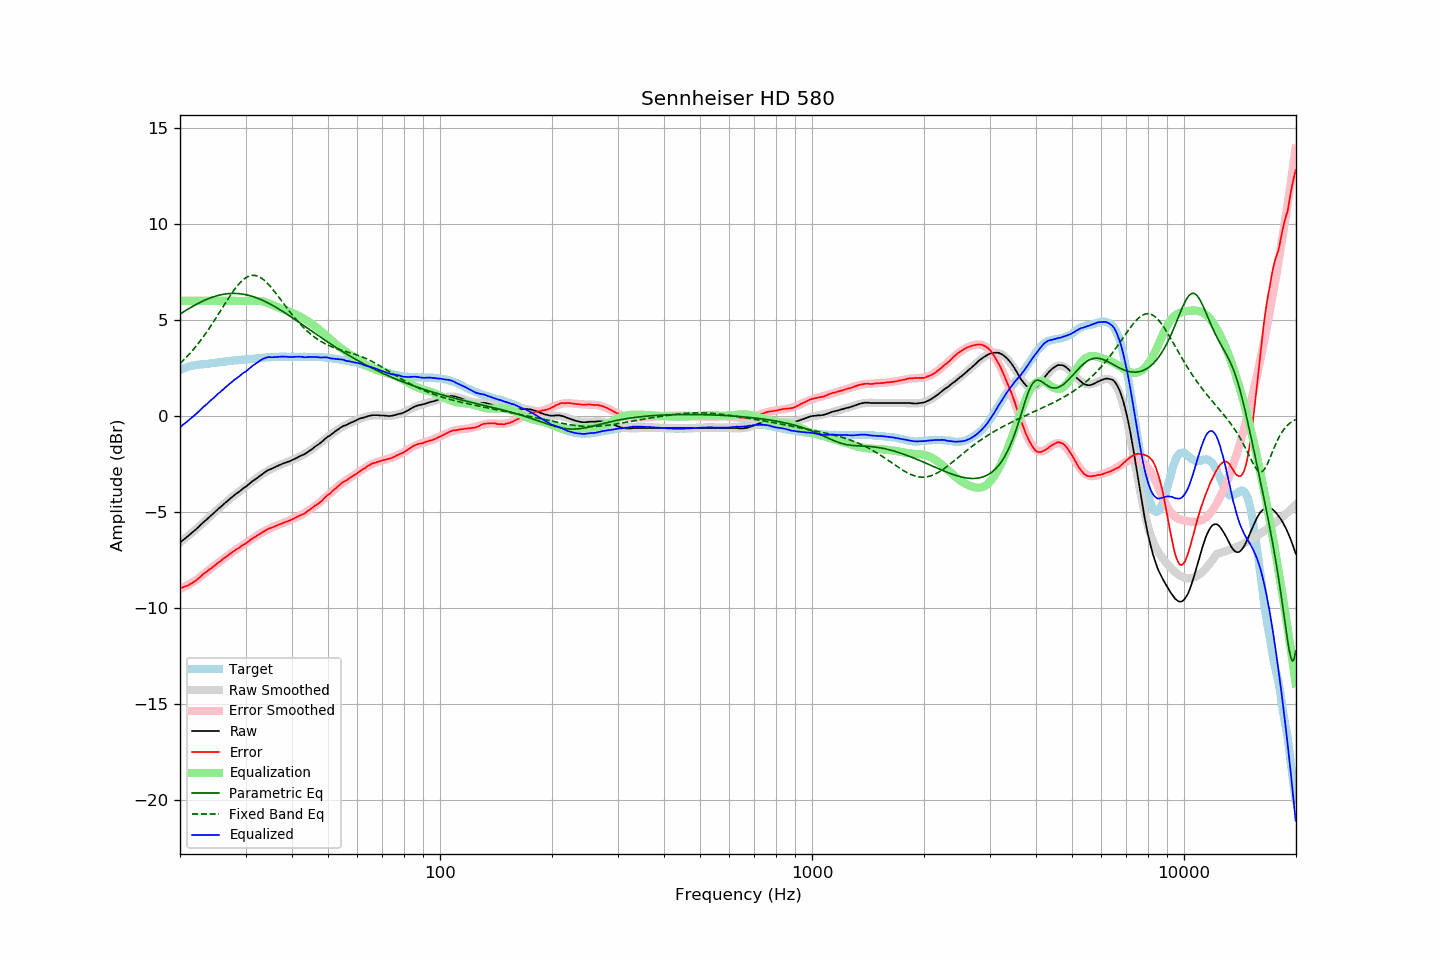 Sennheiser HD 580
Amplitude (dBr)
15
10
5
0
−5
−10
−15
−20
Target
Raw Smoothed
Error Smoothed
Raw
Error
Equalization
Parametric Eq
Fixed Band Eq
Equalized
100 1000 10000
Frequency (Hz)